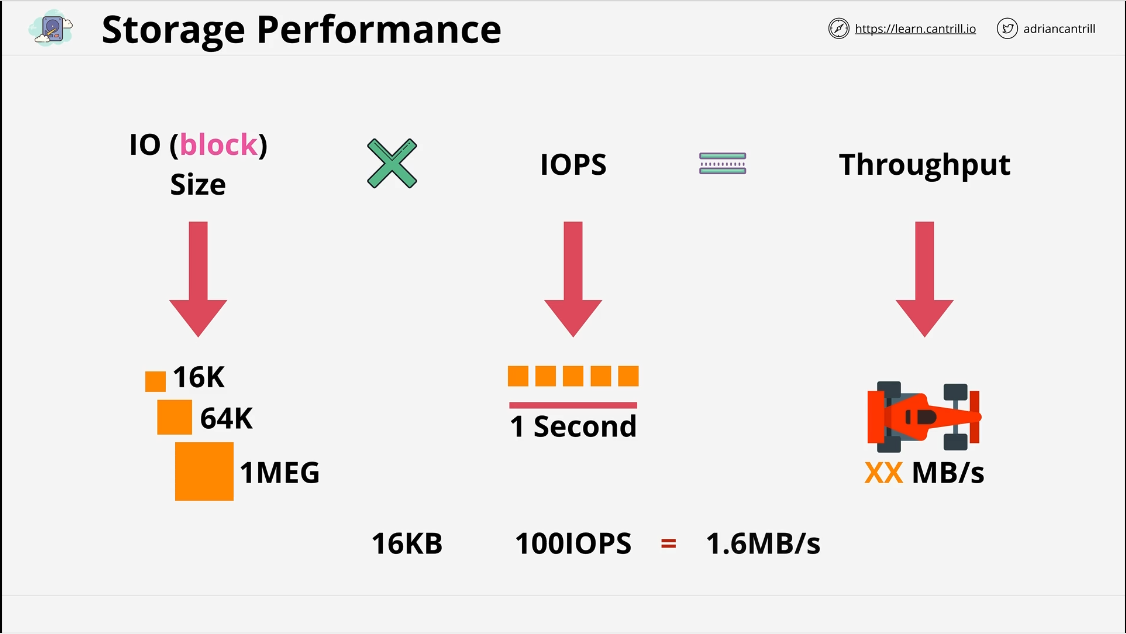 Storage Performance
https://learn.cantrill.io
adriancantrill
IO (block)
Size
IOPS
Throughput
16K
64K
1MEG
1 Second
XX MB/s
16KB 100IOPS = 1.6MB/s